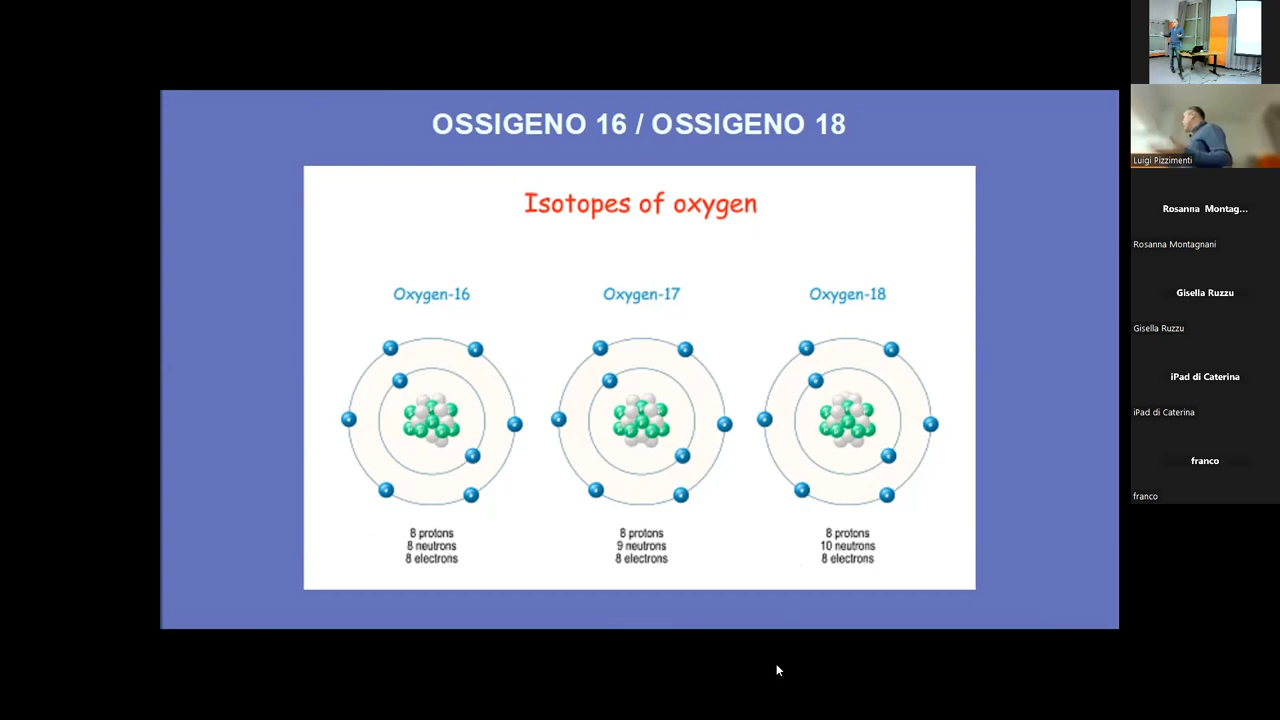 OSSIGENO 16 / OSSIGENO 18
Isotopes of oxygen
Oxygen-16
Oxygen-17
Oxygen-18
8 protons
8 neutrons
8 electrons
8 protons
9 neutrons
8 electrons
8 protons
10 neutrons
8 electrons
Luigi Pizzimenti
Rosanna Montag...
Rosanna Montagnani
Gisella Ruzzu
Gisella Ruzzu
iPad di Caterina
iPad di Caterina
franco
franco